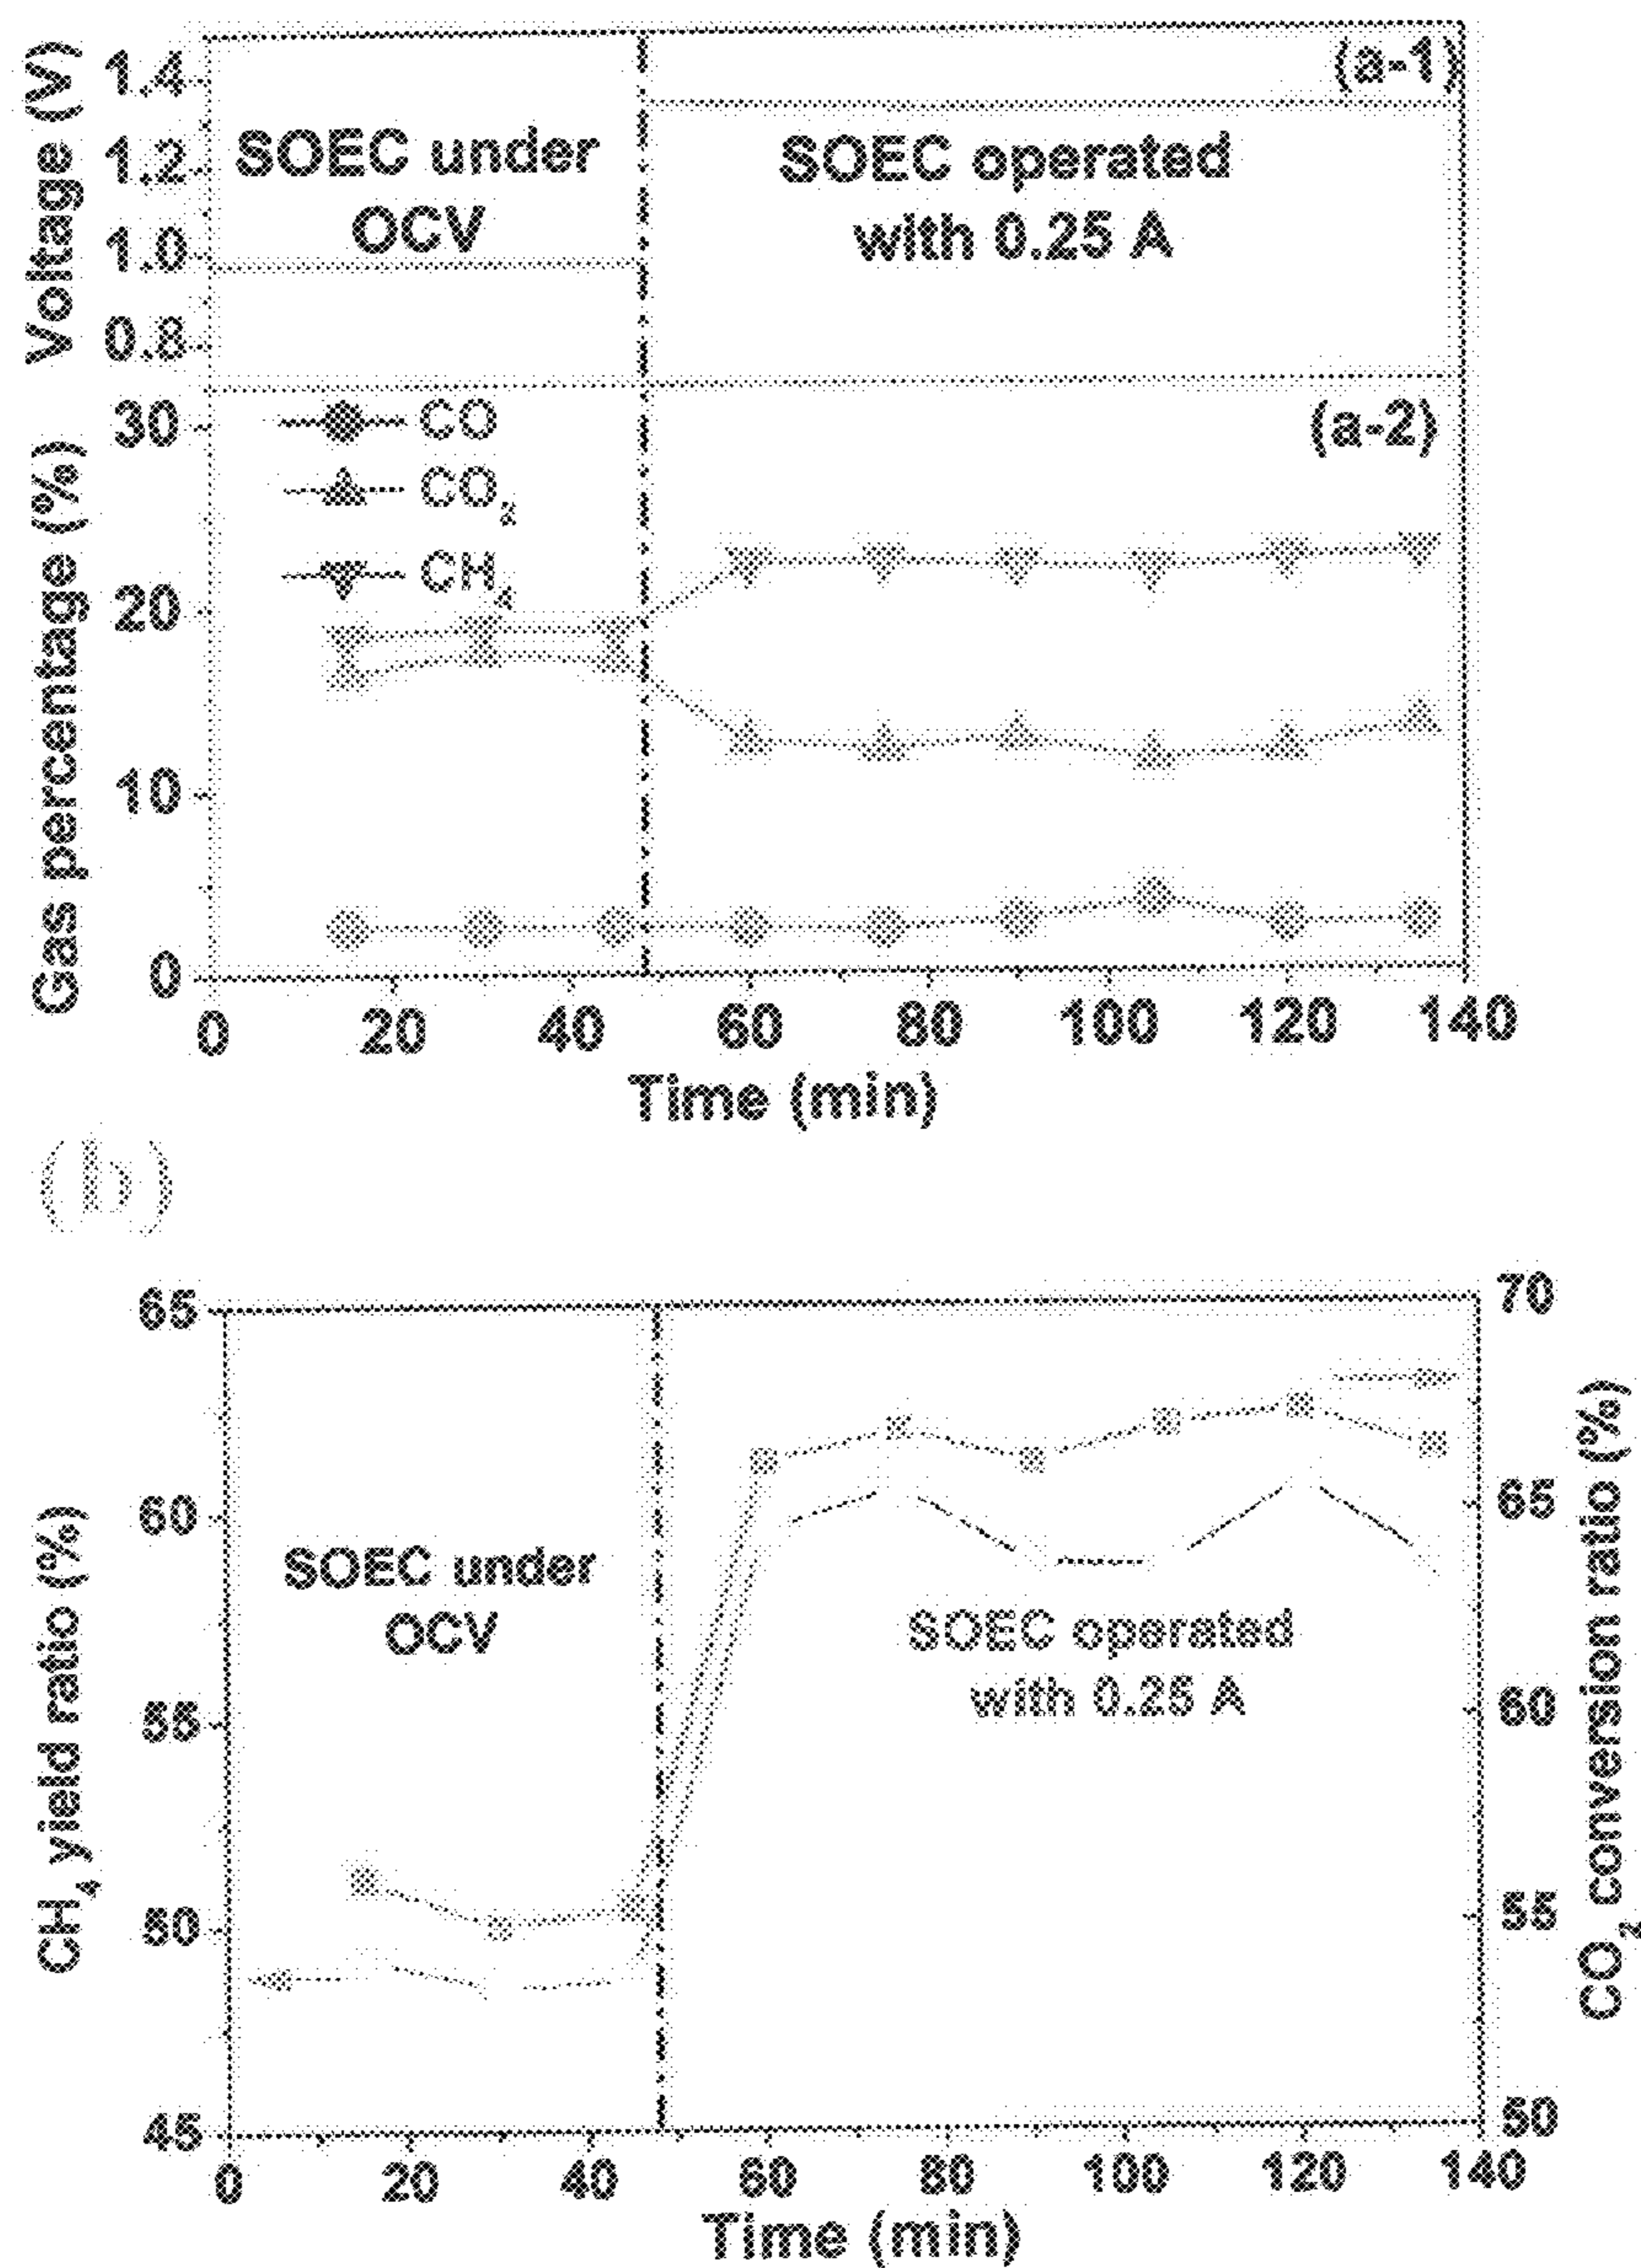 (a-1)
Voltage (V)
1.4
1.2
1.0
0.8
SOEC under
OCV
SOEC operated
with 0.25 A
(a-2)
Gas percentage (%)
30
20
10
0
CO
CO₂
CH₄
0 20 40 60 80 100 120 140
Time (min)
(b)
CH₄ yield ratio (%)
65
60
55
50
45
SOEC under
OCV
SOEC operated
with 0.25 A
70
65
60
55
50
CO₂ conversion ratio (%)
0 20 40 60 80 100 120 140
Time (min)